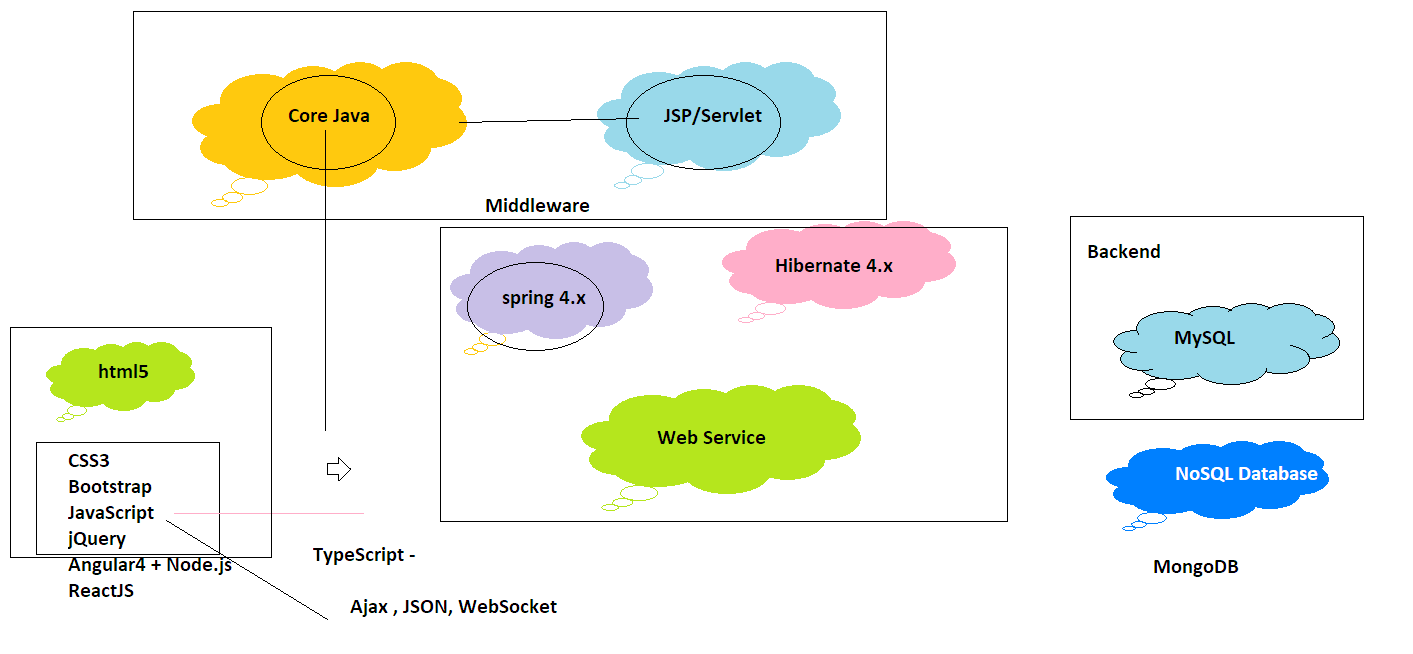 Core Java
JSP/Servlet
Middleware
spring 4.x
Hibernate 4.x
Backend
MySQL
html5
Web Service
CSS3
Bootstrap
JavaScript
jQuery
Angular4 + Node.js
ReactJS
TypeScript -
Ajax , JSON, WebSocket
NoSQL Database
MongoDB